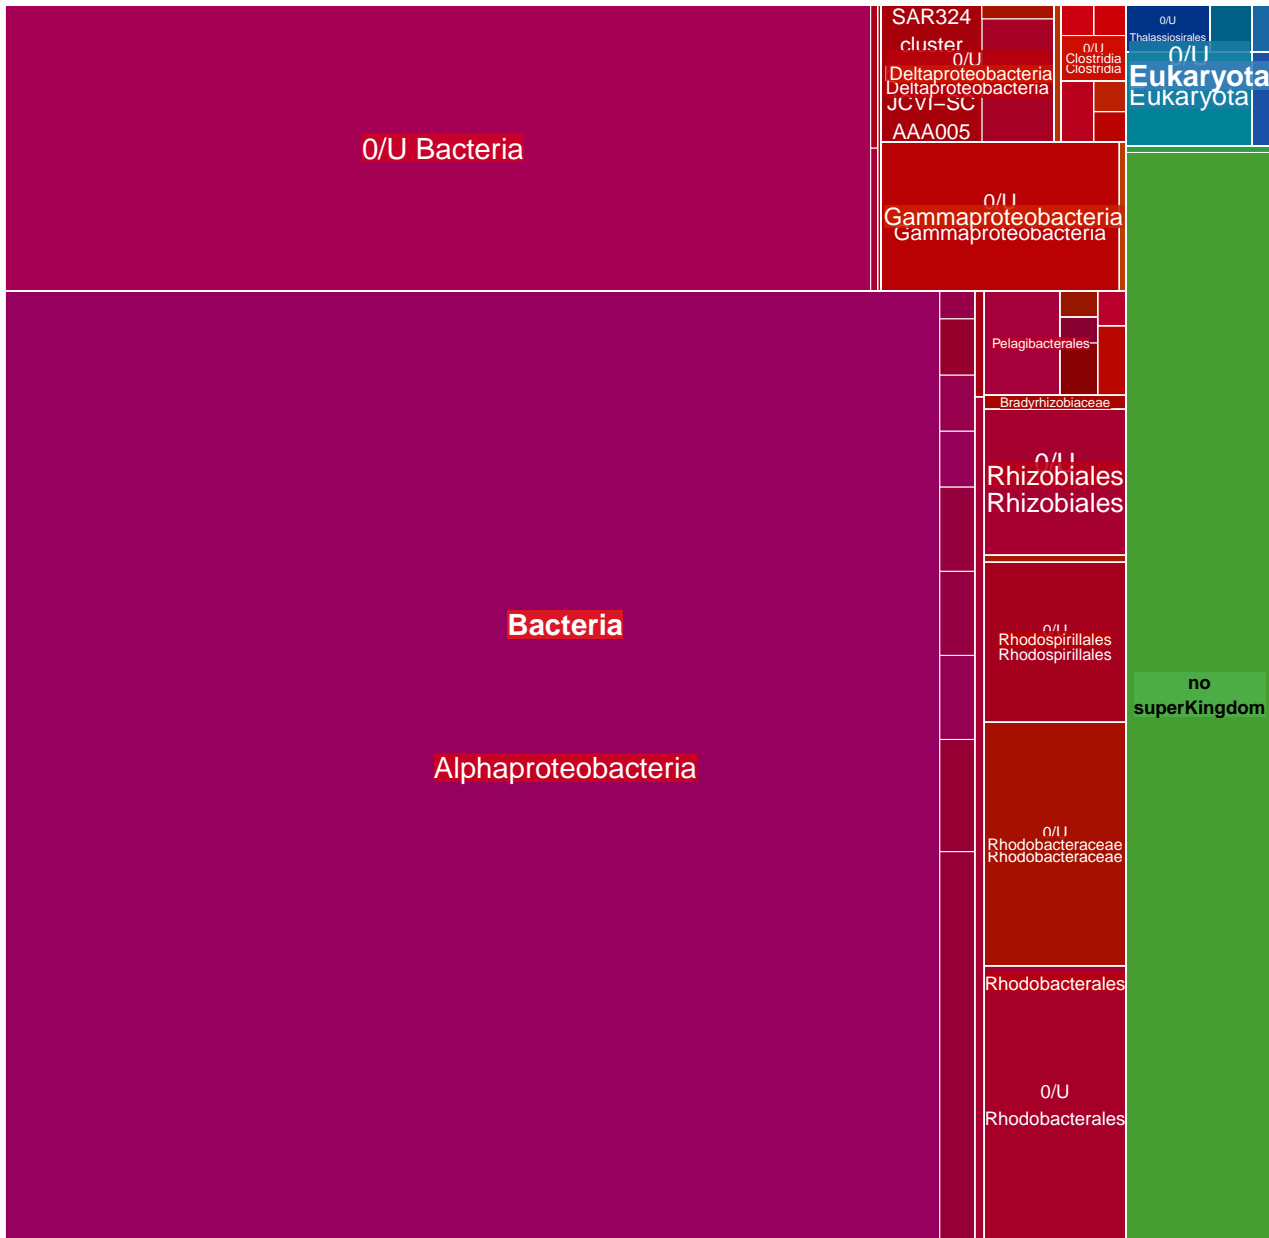 0/U Bacteria
SAR324
cluster
JCVI−SC
AAA005
0/U
Deltaproteobacteria
Deltaproteobacteria
0/U
Clostridia
Clostridia
0/U
Thalassiosirales
0/U
Eukaryota
Eukaryota
0/U
Gammaproteobacteria
Gammaproteobacteria
Pelagibacterales
Bradyrhizobiaceae
0/U
Rhizobiales
Rhizobiales
Bacteria
0/U
Rhodospirillales
Rhodospirillales
no
superKingdom
Alphaproteobacteria
0/U
Rhodobacteraceae
Rhodobacteraceae
Rhodobacterales
0/U
Rhodobacterales